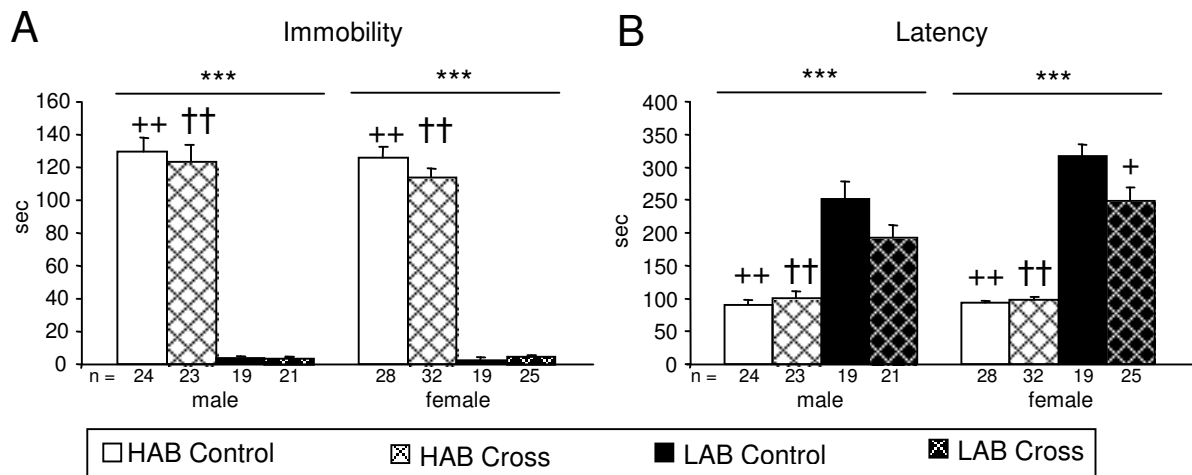 A
Immobility
***
***
160
140
120
100
80
60
40
20
0
sec
++
††
++
††
n = 24 23 19 21 28 32 19 25
male female
B
Latency
***
***
400
350
300
250
200
150
100
50
0
sec
++
††
++
††
+
n = 24 23 19 21 28 32 19 25
male female
HAB Control HAB Cross LAB Control LAB Cross